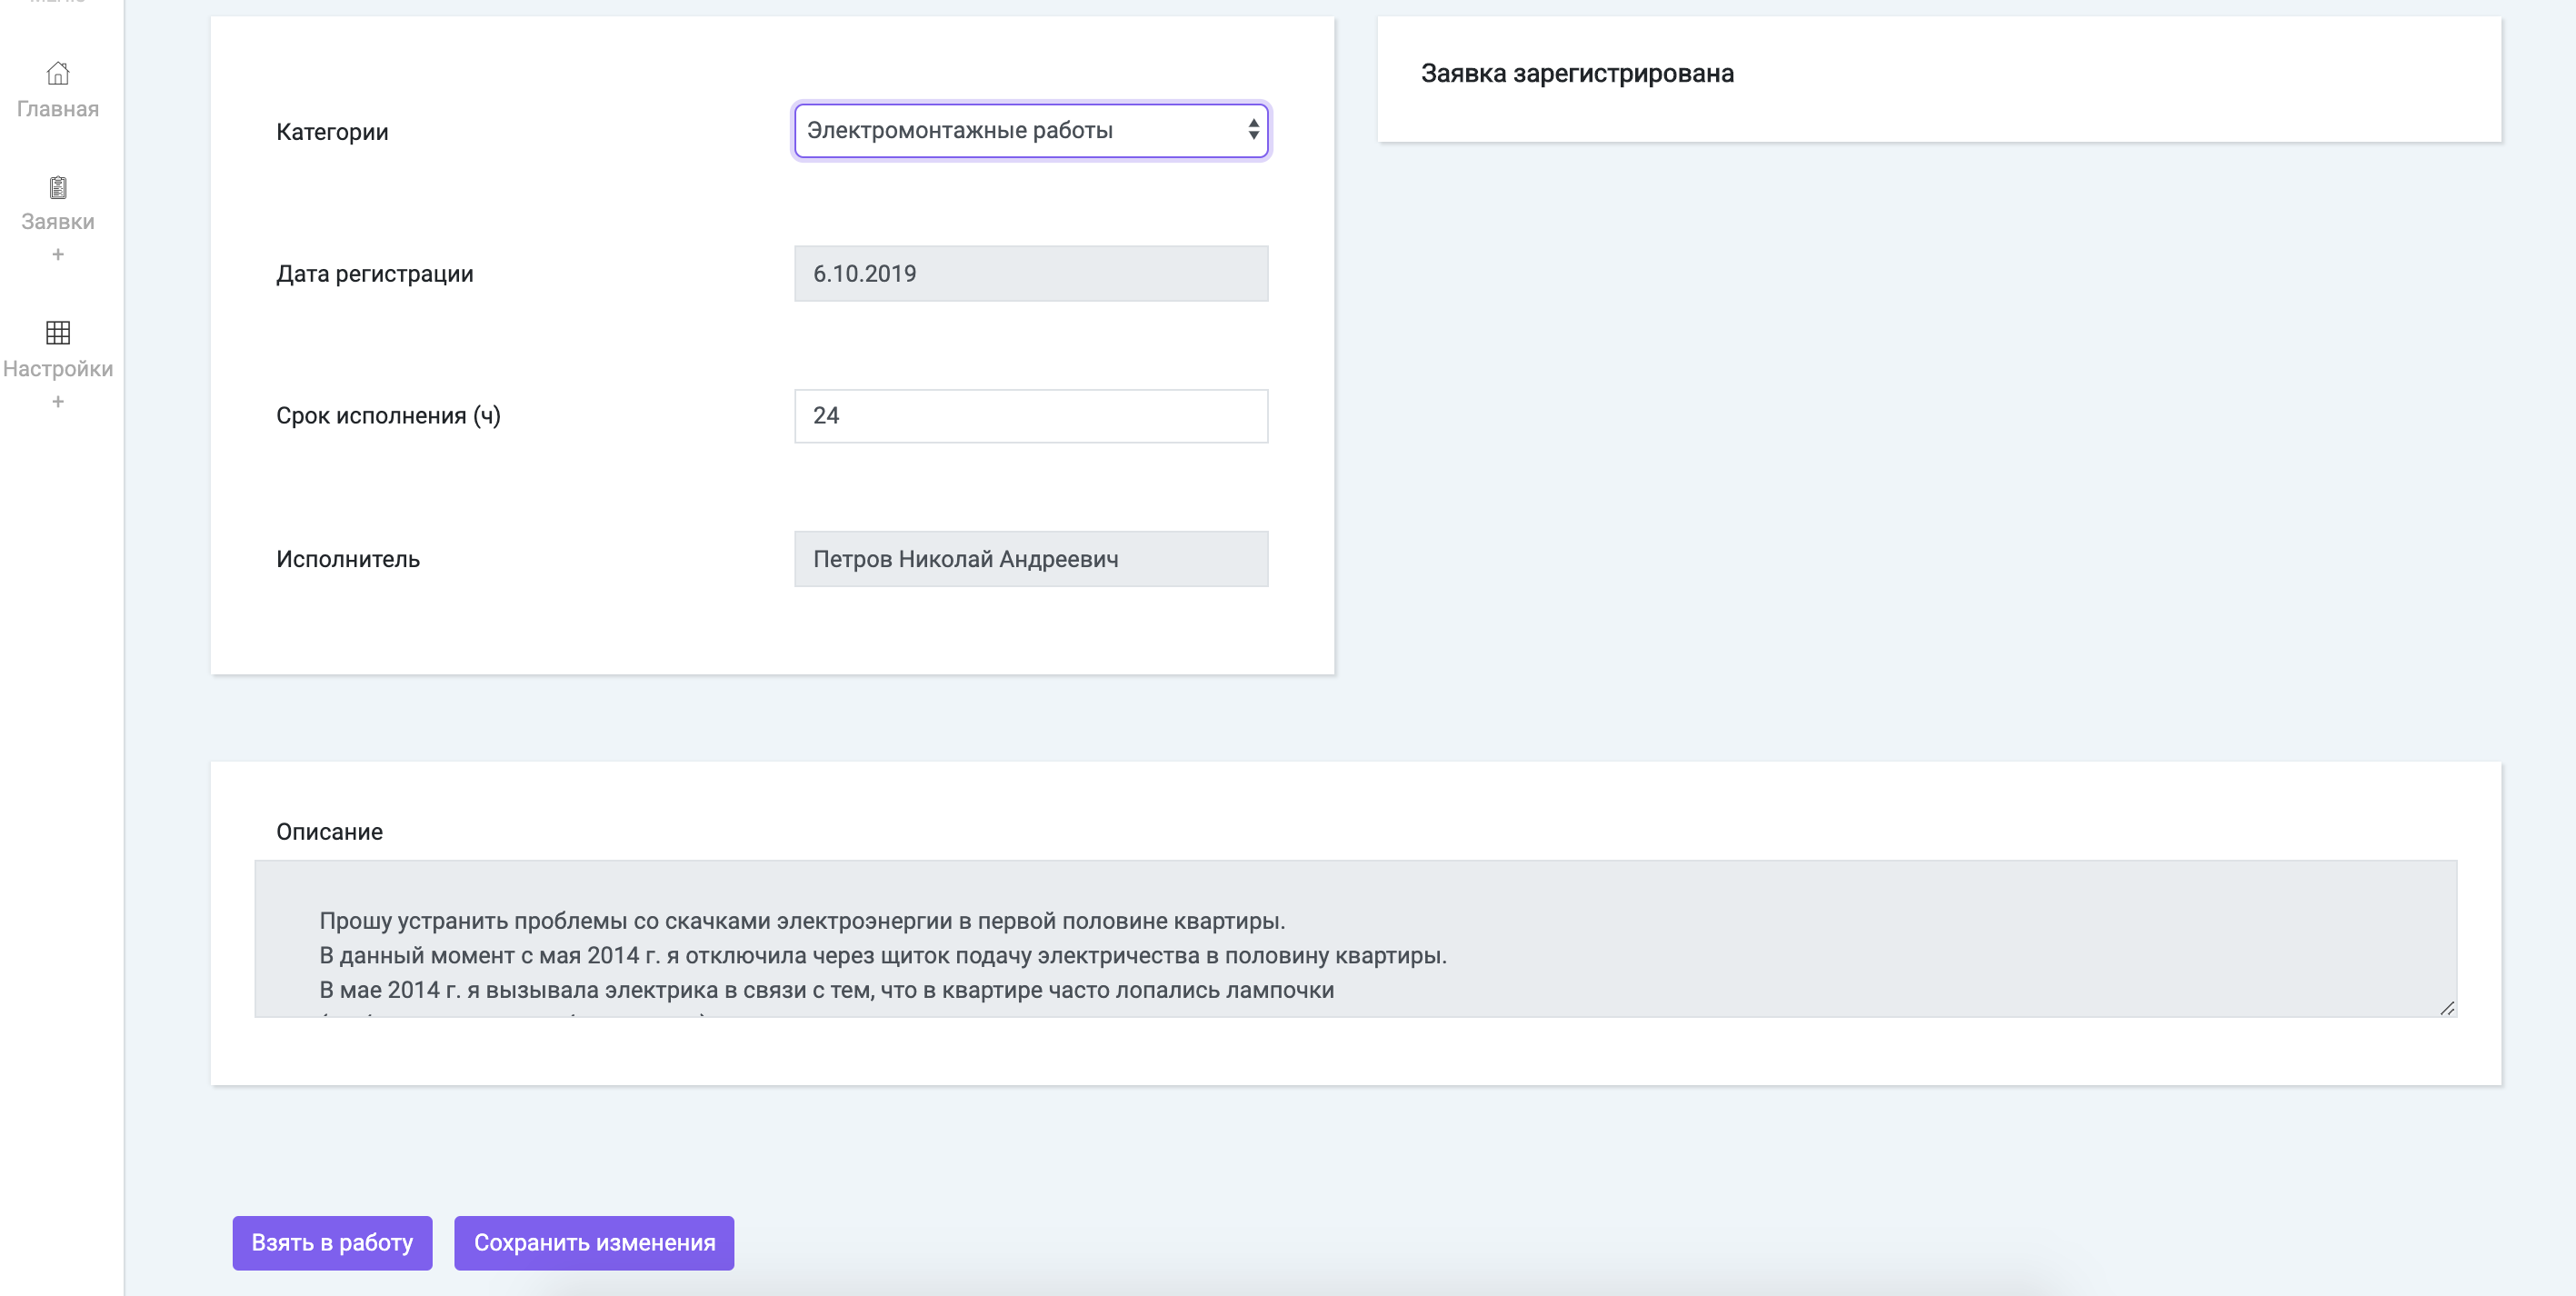 Главная
Заявки
+
Настройки
+
Категории
Электромонтажные работы
Дата регистрации
6.10.2019
Срок исполнения (ч)
24
Исполнитель
Петров Николай Андреевич
Заявка зарегистрирована
Описание
Прошу устранить проблемы со скачками электроэнергии в первой половине квартиры.
В данный момент с мая 2014 г. я отключила через щиток подачу электричества в половину квартиры.
В мае 2014 г. я вызывала электрика в связи с тем, что в квартире часто лопались лампочки
Взять в работу
Сохранить изменения